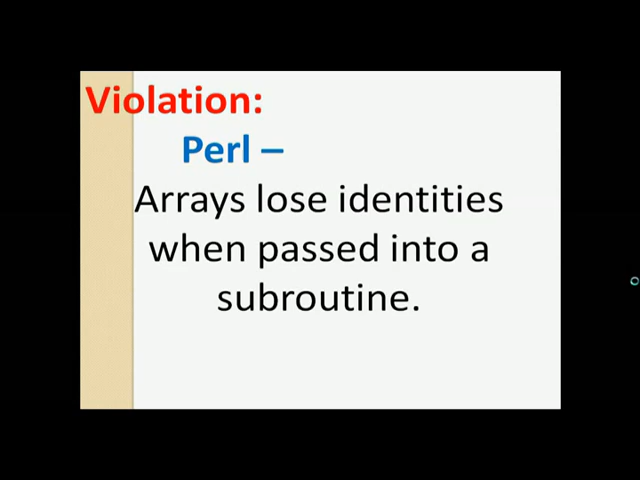 Violation:
Perl –
Arrays lose identities
when passed into a
subroutine.